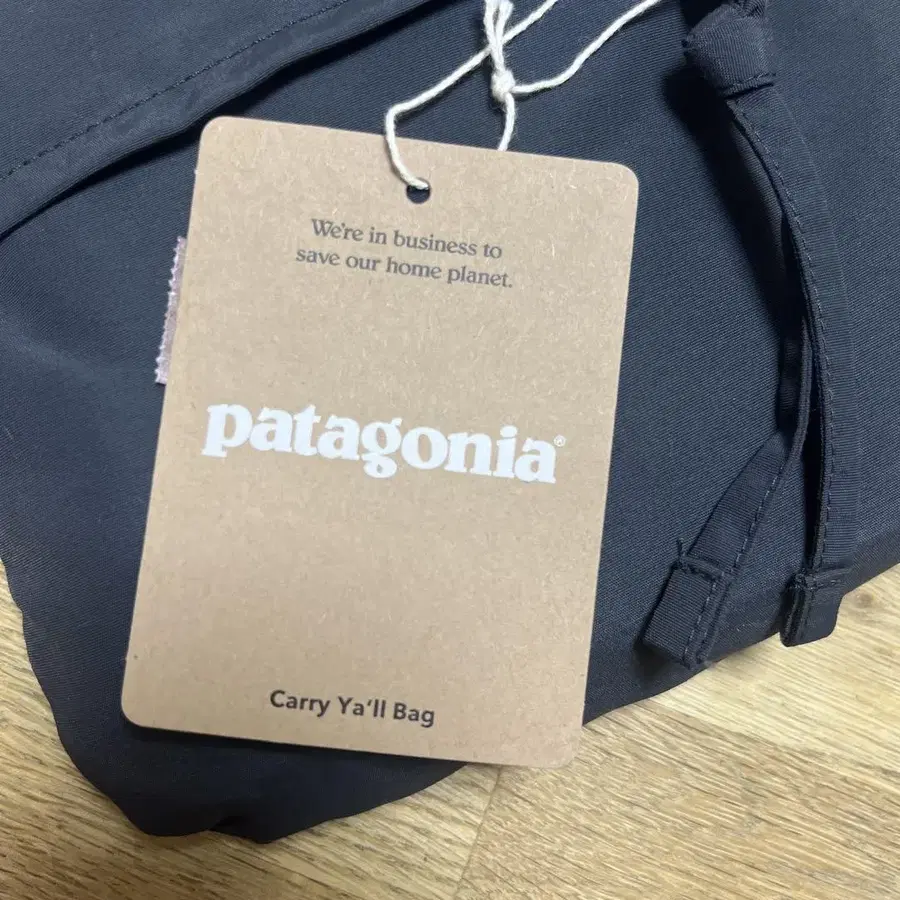 We're in business to
save our home planet.
patagonia®
Carry Ya'll Bag